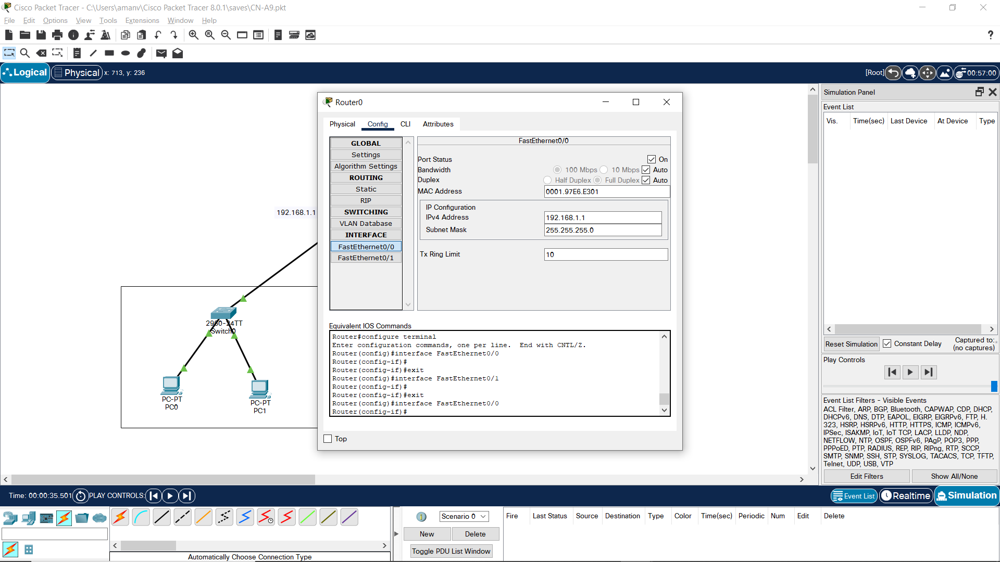 Cisco Packet Tracer - C:\Users\amanv\Cisco Packet Tracer 8.0.1\saves\CN-A9.pkt
File Edit Options View Tools Extensions Window Help
?
Logical Physical x: 713, y: 236
[Root] 00:57:00
192.168.1.1
2960-24TT
Switch0
PC-PT
PC0
PC-PT
PC1
Router0
Physical Config CLI Attributes
GLOBAL
Settings
Algorithm Settings
ROUTING
Static
RIP
SWITCHING
VLAN Database
INTERFACE
FastEthernet0/0
FastEthernet0/1
FastEthernet0/0
Port Status On
Bandwidth 100 Mbps 10 Mbps Auto
Duplex Half Duplex Full Duplex Auto
MAC Address 0001.97E6.E301
IP Configuration
IPv4 Address 192.168.1.1
Subnet Mask 255.255.255.0
Tx Ring Limit 10
Equivalent IOS Commands
Router#configure terminal
Enter configuration commands, one per line.  End with CNTL/Z.
Router(config)#interface FastEthernet0/0
Router(config-if)#
Router(config-if)#exit
Router(config)#interface FastEthernet0/1
Router(config-if)#
Router(config-if)#exit
Router(config)#interface FastEthernet0/0
Router(config-if)#
Top
Simulation Panel
Event List
Vis. Time(sec) Last Device At Device Type
Reset Simulation Constant Delay Captured to:
(no captures)
Play Controls
Event List Filters - Visible Events
ACL Filter, ARP, BGP, Bluetooth, CAPWAP, CDP, DHCP,
DHCPv6, DNS, DTP, EAPOL, EIGRP, EIGRPv6, FTP, H.
323, HSRP, HSRPv6, HTTP, HTTPS, ICMP, ICMPv6,
IPSec, ISAKMP, IoT, IoT TCP, LACP, LLDP, NDP,
NETFLOW, NTP, OSPF, OSPFv6, PAgP, POP3, PPP,
PPPoED, PTP, RADIUS, REP, RIP, RIPng, RTP, SCCP,
SMTP, SNMP, SSH, STP, SYSLOG, TACACS, TCP, TFTP,
Telnet, UDP, USB, VTP
Edit Filters Show All/None
Time: 00:00:35.501 PLAY CONTROLS:
Event List Realtime Simulation
Automatically Choose Connection Type
Scenario 0
New Delete
Toggle PDU List Window
Fire Last Status Source Destination Type Color Time(sec) Periodic Num Edit Delete